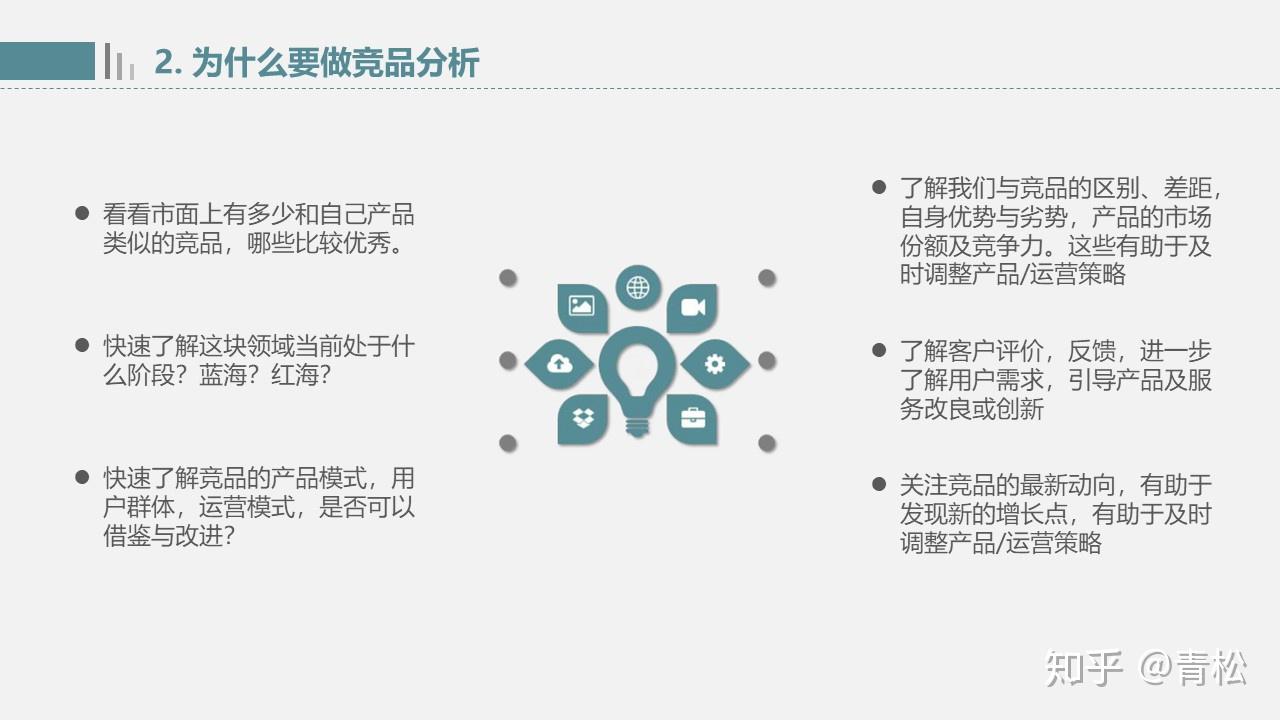 2. 为什么要做竞品分析
看看市面上有多少和自己产品
类似的竞品，哪些比较优秀。
快速了解这块领域当前处于什
么阶段？蓝海？红海？
快速了解竞品的产品模式，用
户群体，运营模式，是否可以
借鉴与改进？
了解我们与竞品的区别、差距，
自身优势与劣势，产品的市场
份额及竞争力。这些有助于及
时调整产品/运营策略
了解客户评价，反馈，进一步
了解用户需求，引导产品及服
务改良或创新
关注竞品的最新动向，有助于
发现新的增长点，有助于及时
调整产品/运营策略
知乎 @青松